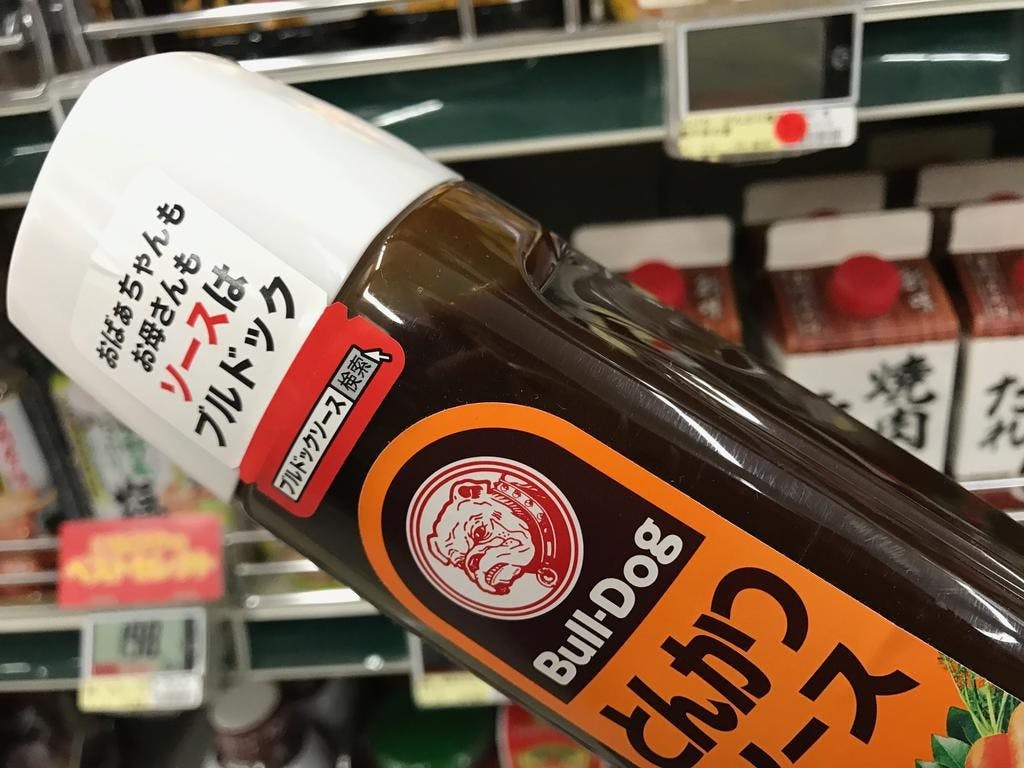 おばぁちゃんも
お母さんも
ソースは
ブルドック
ブルドックソース 検索
Bull-Dog
とんかつ
ソース
焼肉
たれ
198